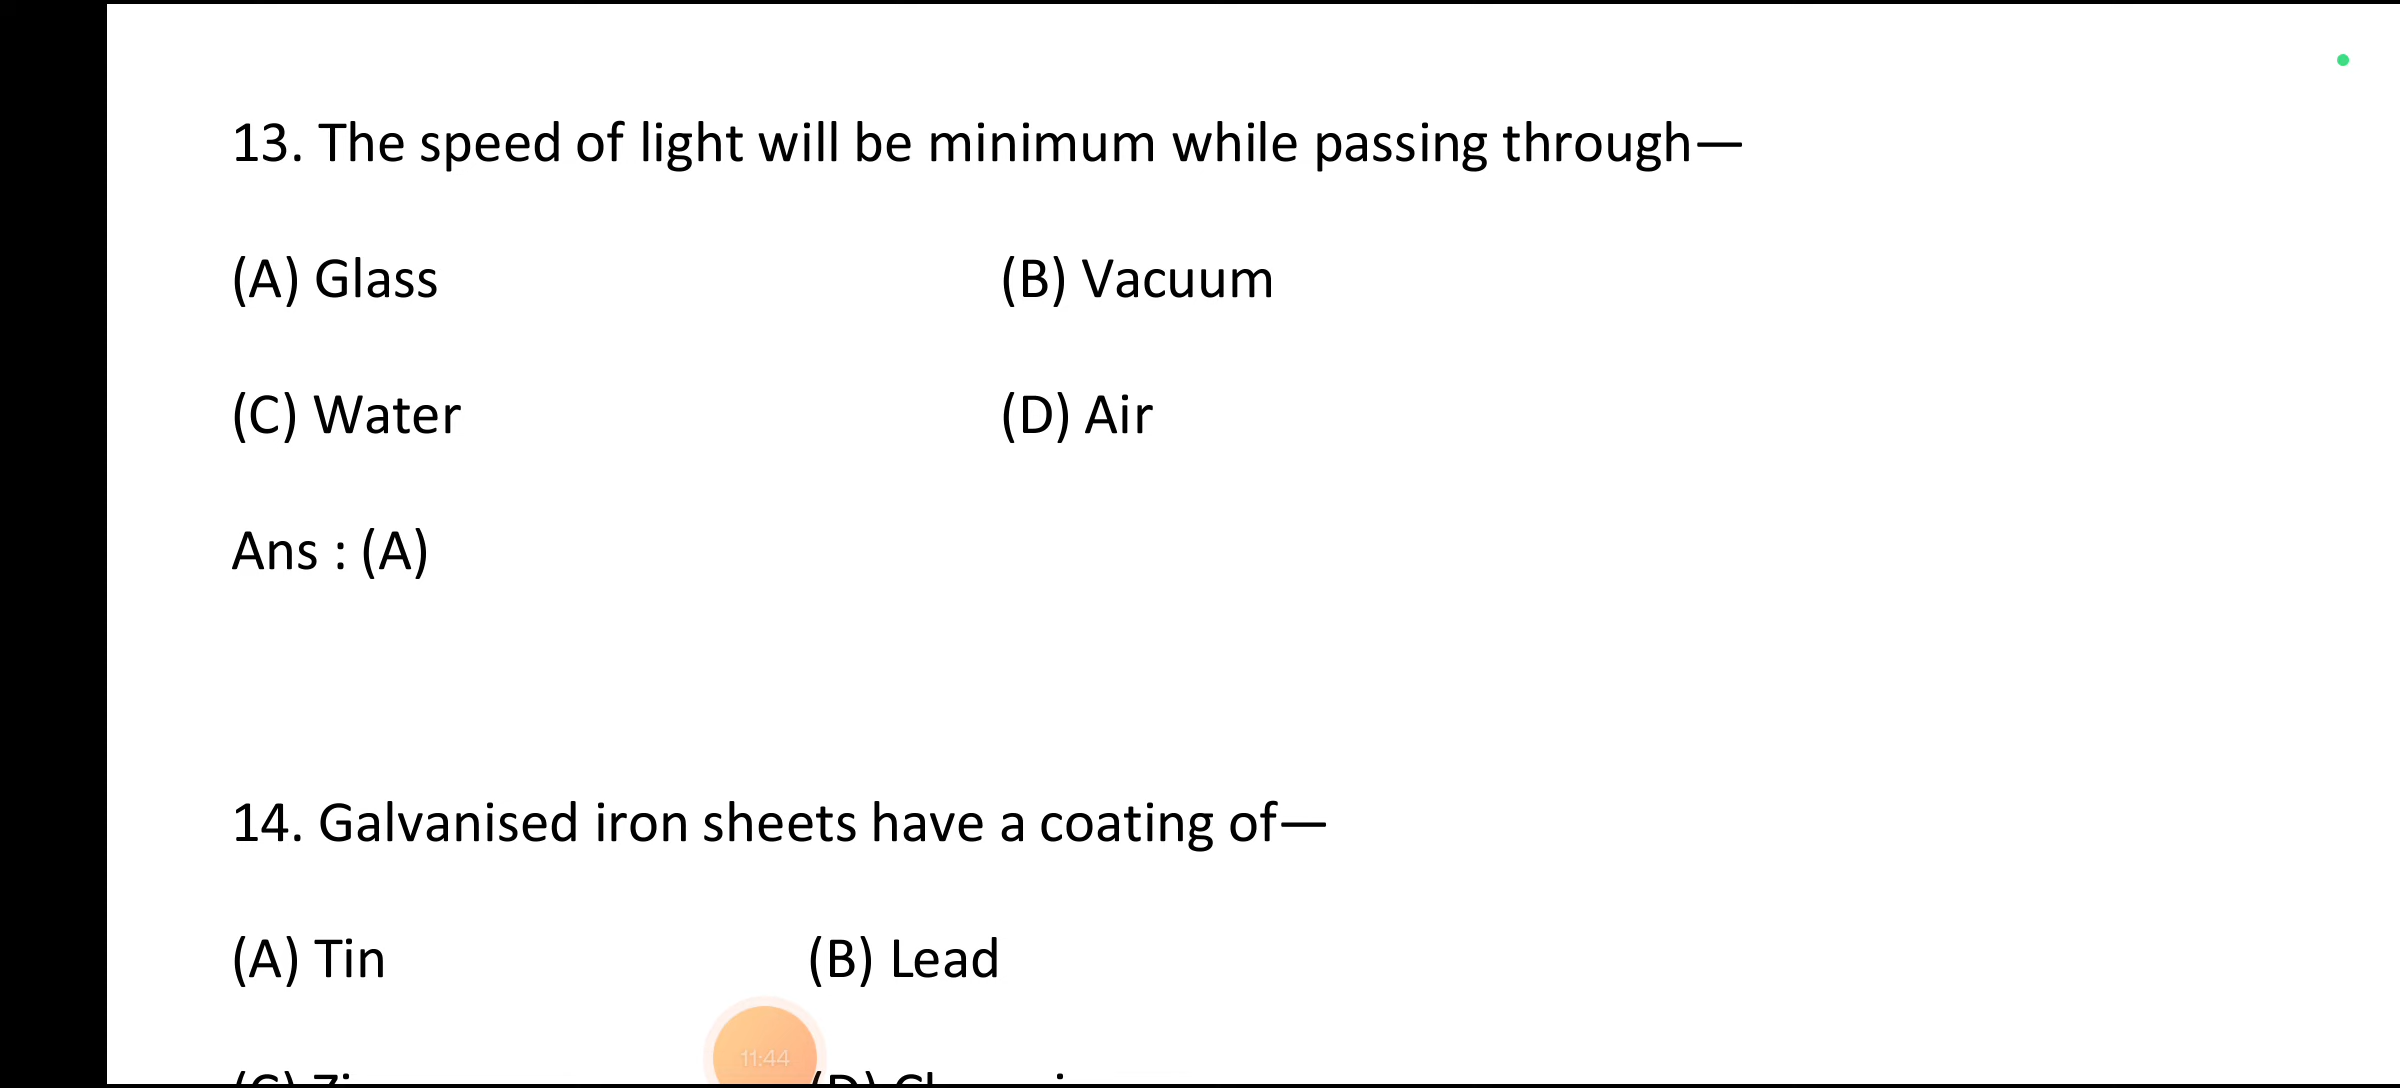 13. The speed of light will be minimum while passing through—
(A) Glass (B) Vacuum
(C) Water (D) Air
Ans : (A)
14. Galvanised iron sheets have a coating of—
(A) Tin (B) Lead
11:44